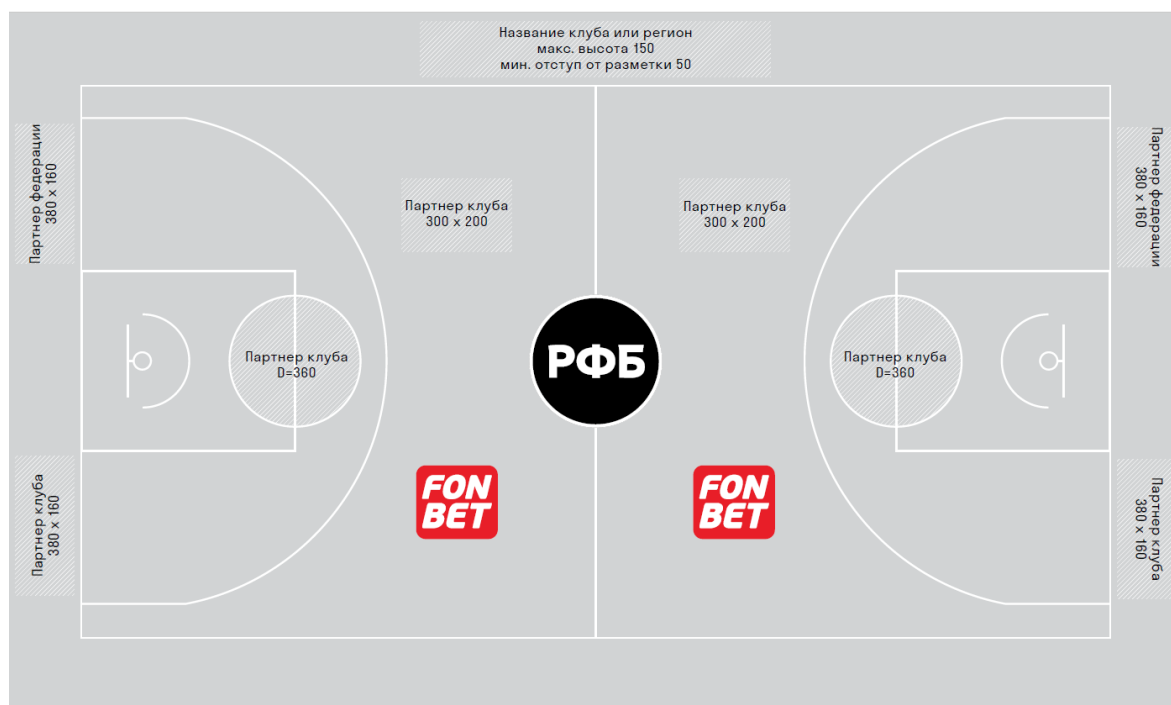 Название клуба или регион
макс. высота 150
мин. отступ от разметки 50
Партнер федерации
380 x 160
Партнер федерации
380 x 160
Партнер клуба
300 x 200
Партнер клуба
300 x 200
Партнер клуба
D=360
РФБ
Партнер клуба
D=360
FON
BET
FON
BET
Партнер клуба
380 x 160
Партнер клуба
380 x 160